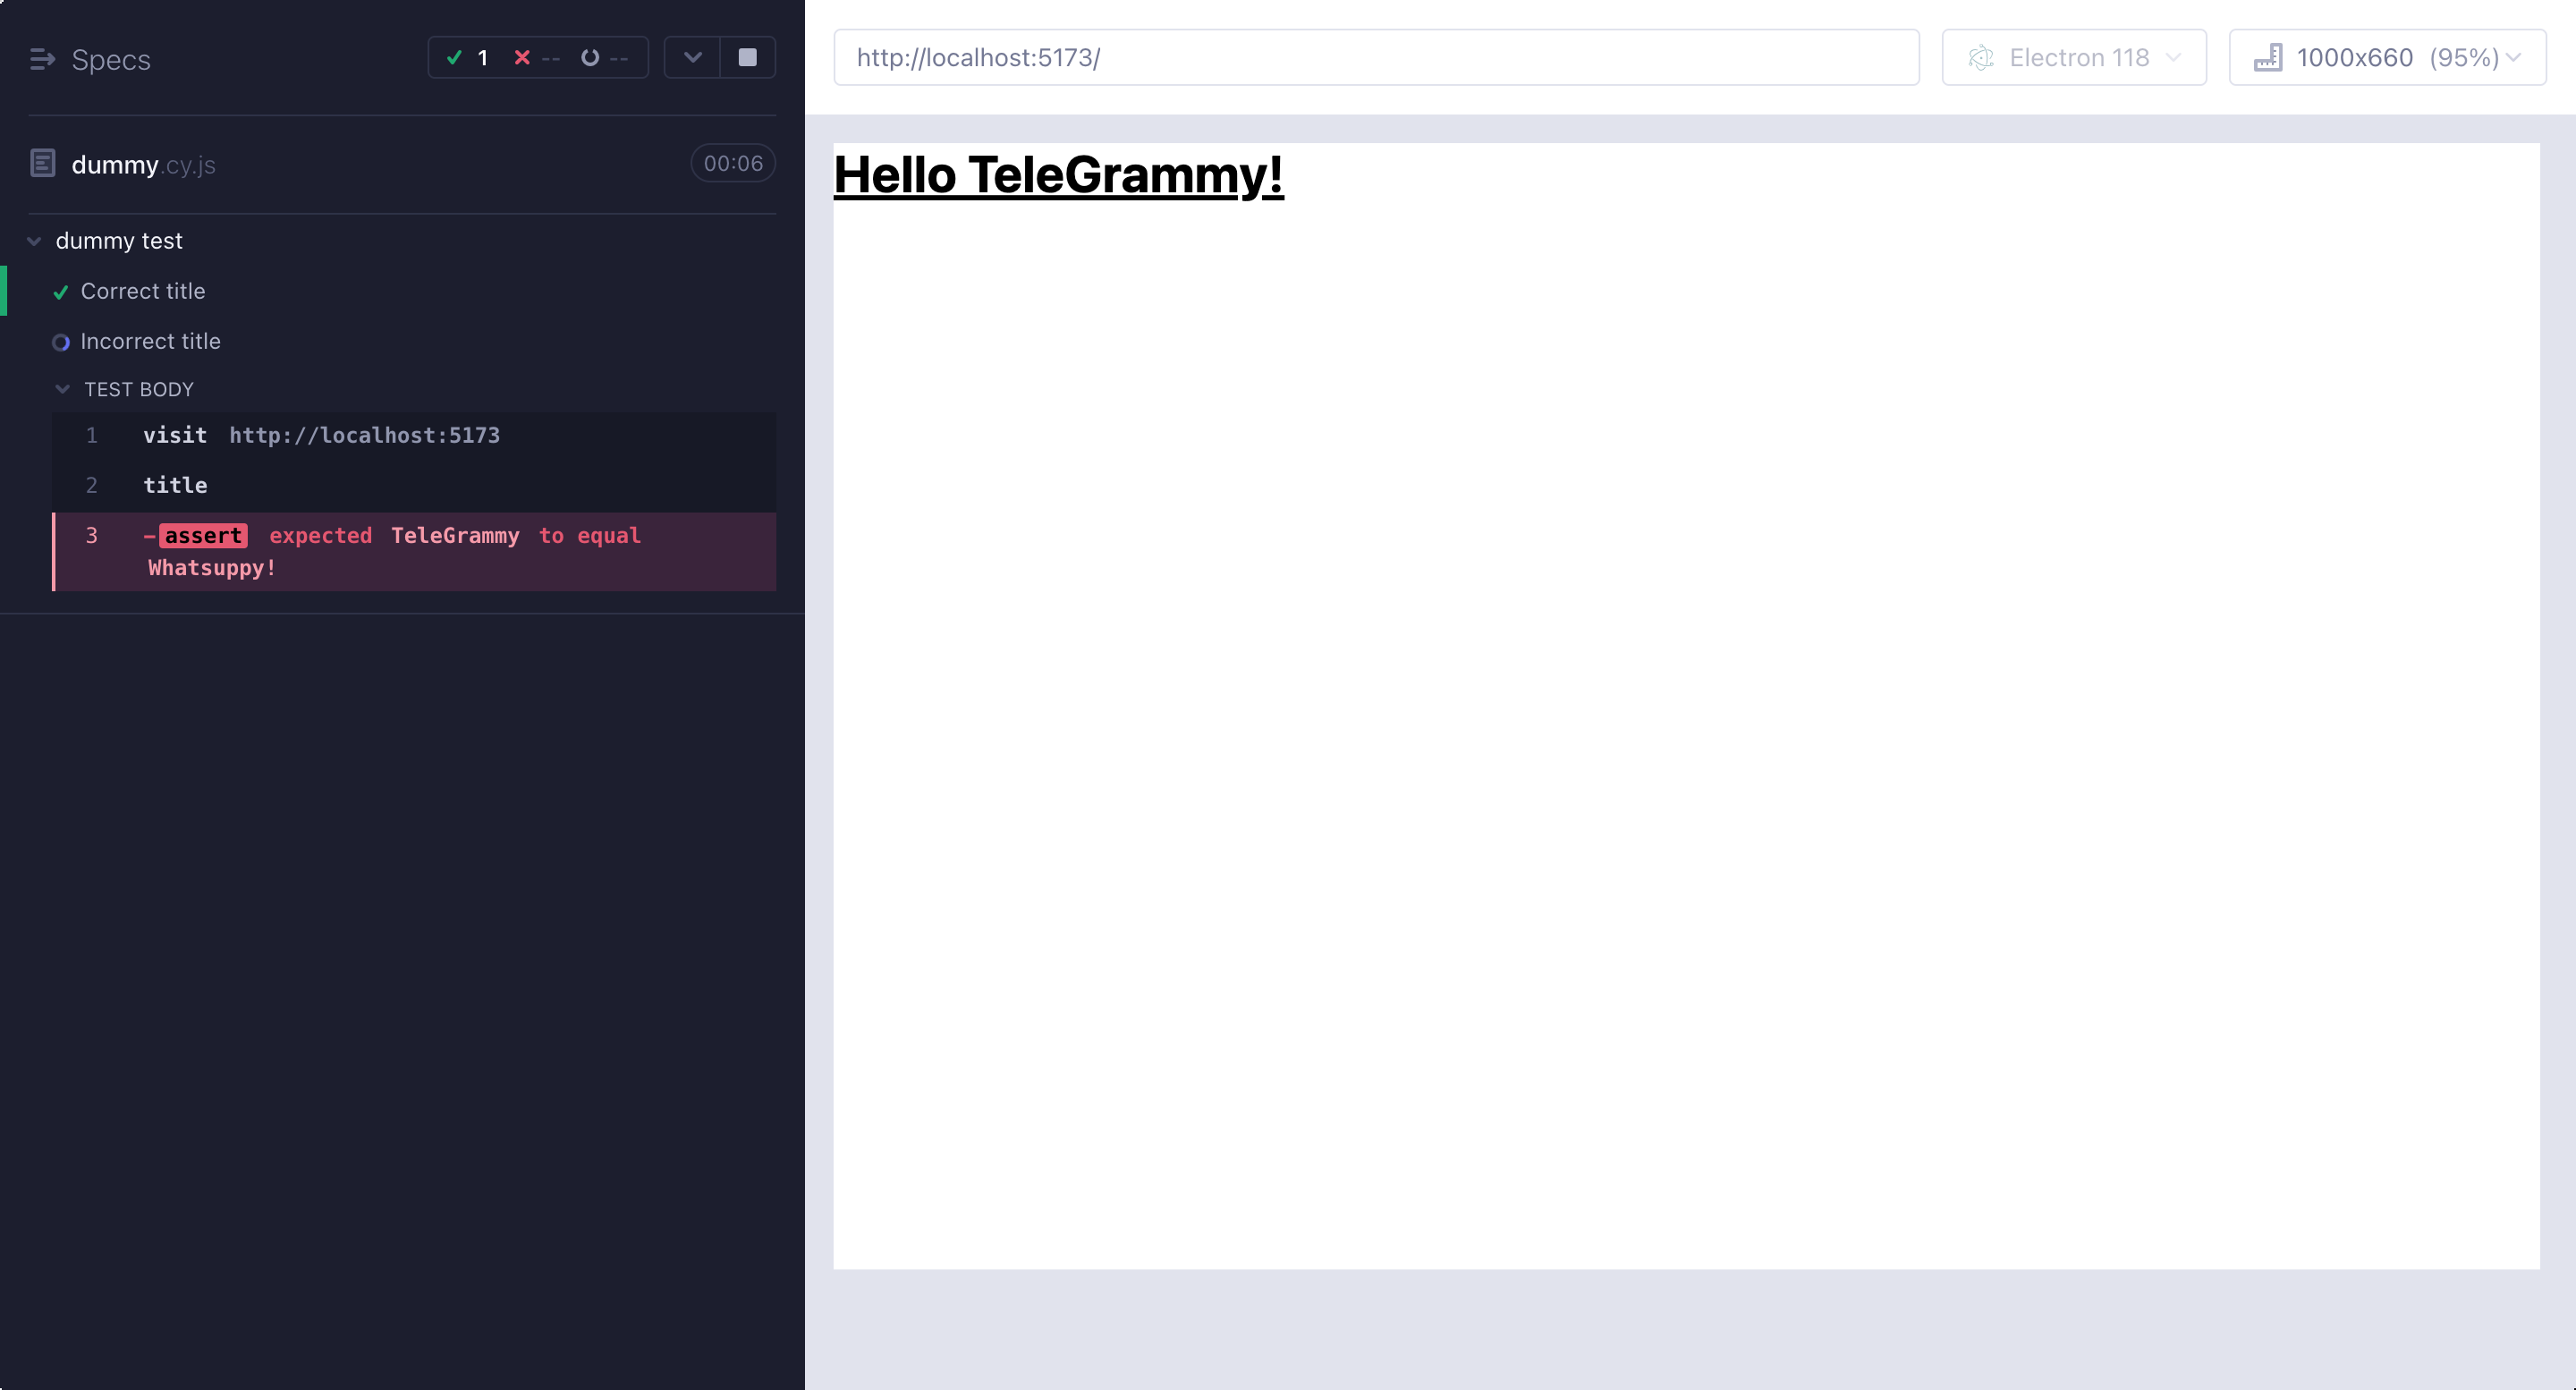 Specs
1 -- --
dummy.cy.js
00:06
dummy test
Correct title
Incorrect title
TEST BODY
1 visit http://localhost:5173
2 title
3 -assert expected TeleGrammy to equal
Whatsuppy!
http://localhost:5173/
Electron 118
1000x660 (95%)
Hello TeleGrammy!